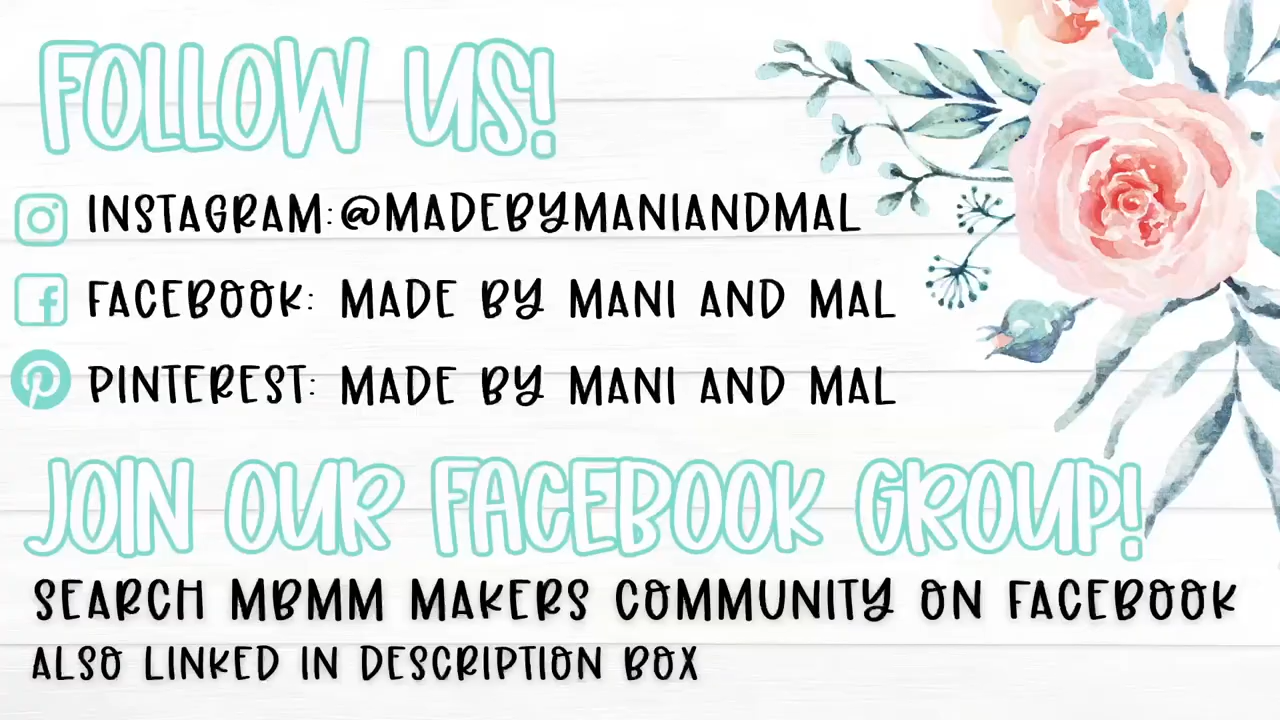 FOLLOW US!
INSTAGRAM:@MADEBYMANIANDMAL
FACEBOOK: MADE BY MANI AND MAL
PINTEREST: MADE BY MANI AND MAL
JOIN OUR FACEBOOK GROUP!
SEARCH MBMM MAKERS COMMUNITY ON FACEBOOK
ALSO LINKED IN DESCRIPTION BOX